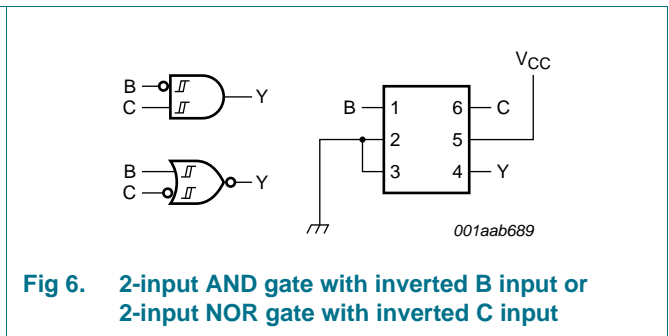 VCC
B
C
Y
B
C
Y
B 1 6 C
2 5
3 4 Y
001aab689
Fig 6. 2-input AND gate with inverted B input or
2-input NOR gate with inverted C input